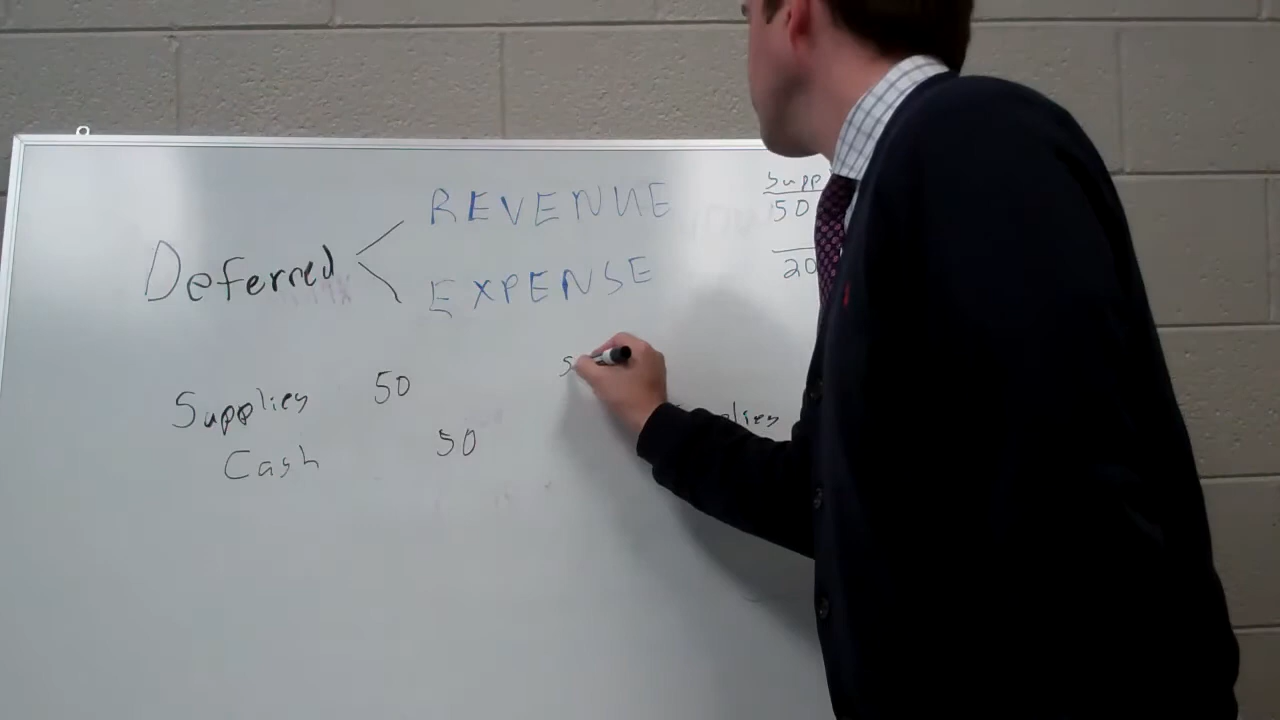 REVENUE
Deferred
EXPENSE
Supp
50
20
Supplies 50
Cash 50
S